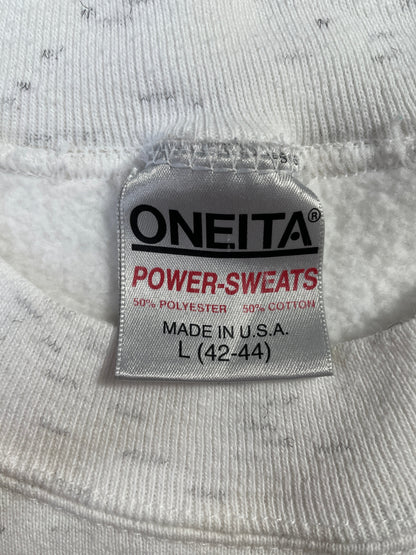 ONEITA®
POWER-SWEATS
50% POLYESTER 50% COTTON
MADE IN U.S.A.
L (42-44)